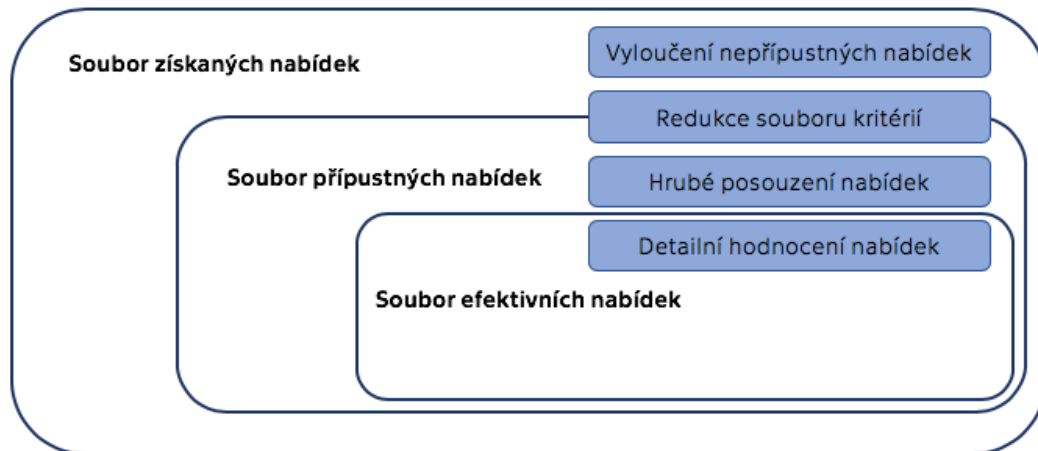 Vyloučení nepřípustných nabídek
Soubor získaných nabídek
Redukce souboru kritérií
Soubor přípustných nabídek
Hrubé posouzení nabídek
Detailní hodnocení nabídek
Soubor efektivních nabídek